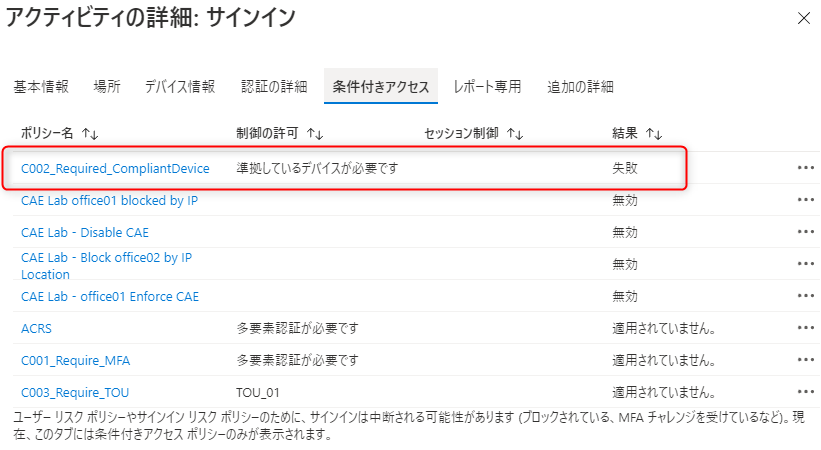 アクティビティの詳細: サインイン
基本情報 場所 デバイス情報 認証の詳細 条件付きアクセス レポート専用 追加の詳細
ポリシー名 ↑↓ 制御の許可 ↑↓ セッション制御 ↑↓ 結果 ↑↓
C002_Required_CompliantDevice 準拠しているデバイスが必要です 失敗
CAE Lab office01 blocked by IP 無効
CAE Lab - Disable CAE 無効
CAE Lab - Block office02 by IP 無効
Location
CAE Lab - office01 Enforce CAE 無効
ACRS 多要素認証が必要です 適用されていません。
C001_Require_MFA 多要素認証が必要です 適用されていません。
C003_Require_TOU TOU_01 適用されていません。
ユーザー リスク ポリシーやサインイン リスク ポリシーのために、サインインは中断される可能性があります (ブロックされている、MFA チャレンジを受けているなど)。現
在、このタブには条件付きアクセス ポリシーのみが表示されます。